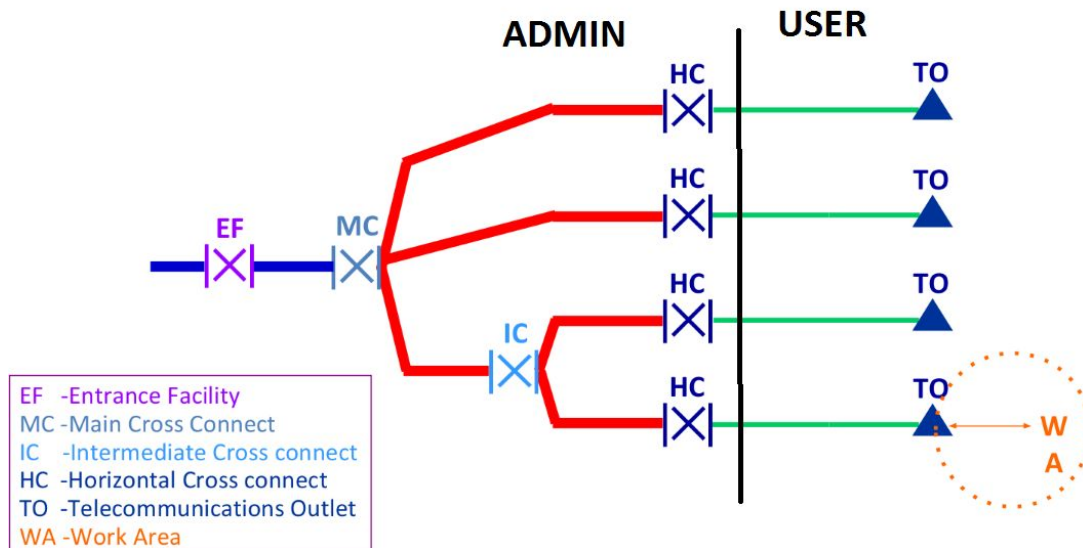 ADMIN
USER
HC
TO
HC
TO
EF
MC
HC
TO
IC
HC
TO
W
A
EF -Entrance Facility
MC -Main Cross Connect
IC -Intermediate Cross connect
HC -Horizontal Cross connect
TO -Telecommunications Outlet
WA -Work Area